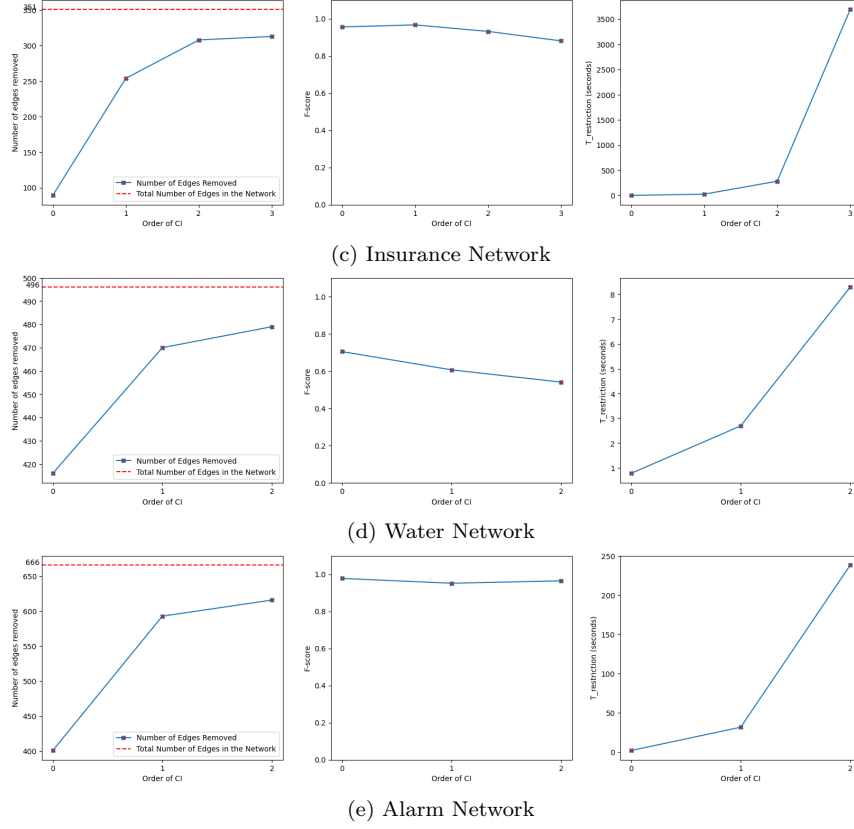 351
350
300
250
200
150
100
Number of edges removed
Number of Edges Removed
Total Number of Edges in the Network
0 1 2 3
Order of CI
1.0
0.8
0.6
0.4
0.2
0.0
F-score
0 1 2 3
Order of CI
3500
3000
2500
2000
1500
1000
500
0
T_restriction (seconds)
0 1 2 3
Order of CI
(c) Insurance Network
500
496
490
480
470
460
450
440
430
420
Number of edges removed
Number of Edges Removed
Total Number of Edges in the Network
0 1 2
Order of CI
1.0
0.8
0.6
0.4
0.2
0.0
F-score
0 1 2
Order of CI
8
7
6
5
4
3
2
1
T_restriction (seconds)
0 1 2
Order of CI
(d) Water Network
666
650
600
550
500
450
400
Number of edges removed
Number of Edges Removed
Total Number of Edges in the Network
0 1 2
Order of CI
1.0
0.8
0.6
0.4
0.2
0.0
F-score
0 1 2
Order of CI
250
200
150
100
50
0
T_restriction (seconds)
0 1 2
Order of CI
(e) Alarm Network